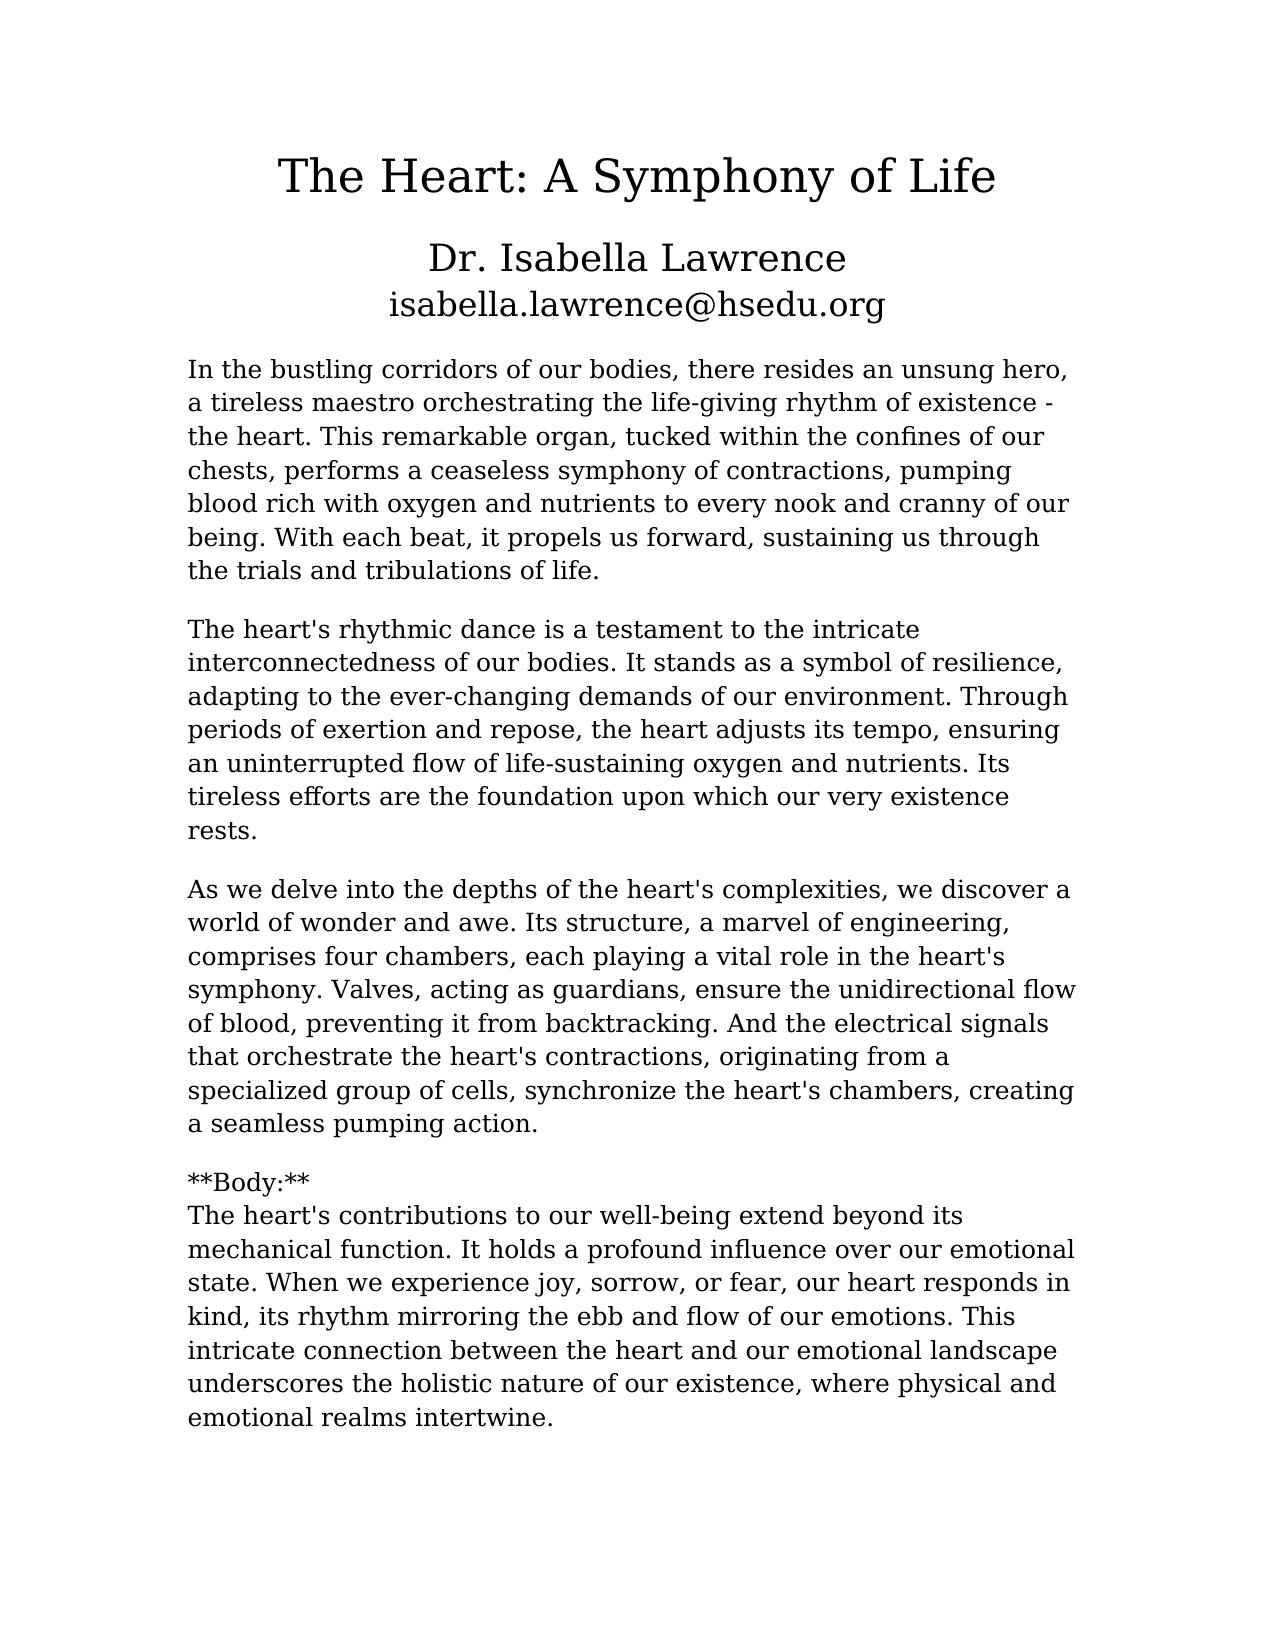 The Heart: A Symphony of Life
Dr. Isabella Lawrence
isabella.lawrence@hsedu.org
In the bustling corridors of our bodies, there resides an unsung hero,
a tireless maestro orchestrating the life-giving rhythm of existence -
the heart. This remarkable organ, tucked within the confines of our
chests, performs a ceaseless symphony of contractions, pumping
blood rich with oxygen and nutrients to every nook and cranny of our
being. With each beat, it propels us forward, sustaining us through
the trials and tribulations of life.
The heart's rhythmic dance is a testament to the intricate
interconnectedness of our bodies. It stands as a symbol of resilience,
adapting to the ever-changing demands of our environment. Through
periods of exertion and repose, the heart adjusts its tempo, ensuring
an uninterrupted flow of life-sustaining oxygen and nutrients. Its
tireless efforts are the foundation upon which our very existence
rests.
As we delve into the depths of the heart's complexities, we discover a
world of wonder and awe. Its structure, a marvel of engineering,
comprises four chambers, each playing a vital role in the heart's
symphony. Valves, acting as guardians, ensure the unidirectional flow
of blood, preventing it from backtracking. And the electrical signals
that orchestrate the heart's contractions, originating from a
specialized group of cells, synchronize the heart's chambers, creating
a seamless pumping action.
**Body:**
The heart's contributions to our well-being extend beyond its
mechanical function. It holds a profound influence over our emotional
state. When we experience joy, sorrow, or fear, our heart responds in
kind, its rhythm mirroring the ebb and flow of our emotions. This
intricate connection between the heart and our emotional landscape
underscores the holistic nature of our existence, where physical and
emotional realms intertwine.